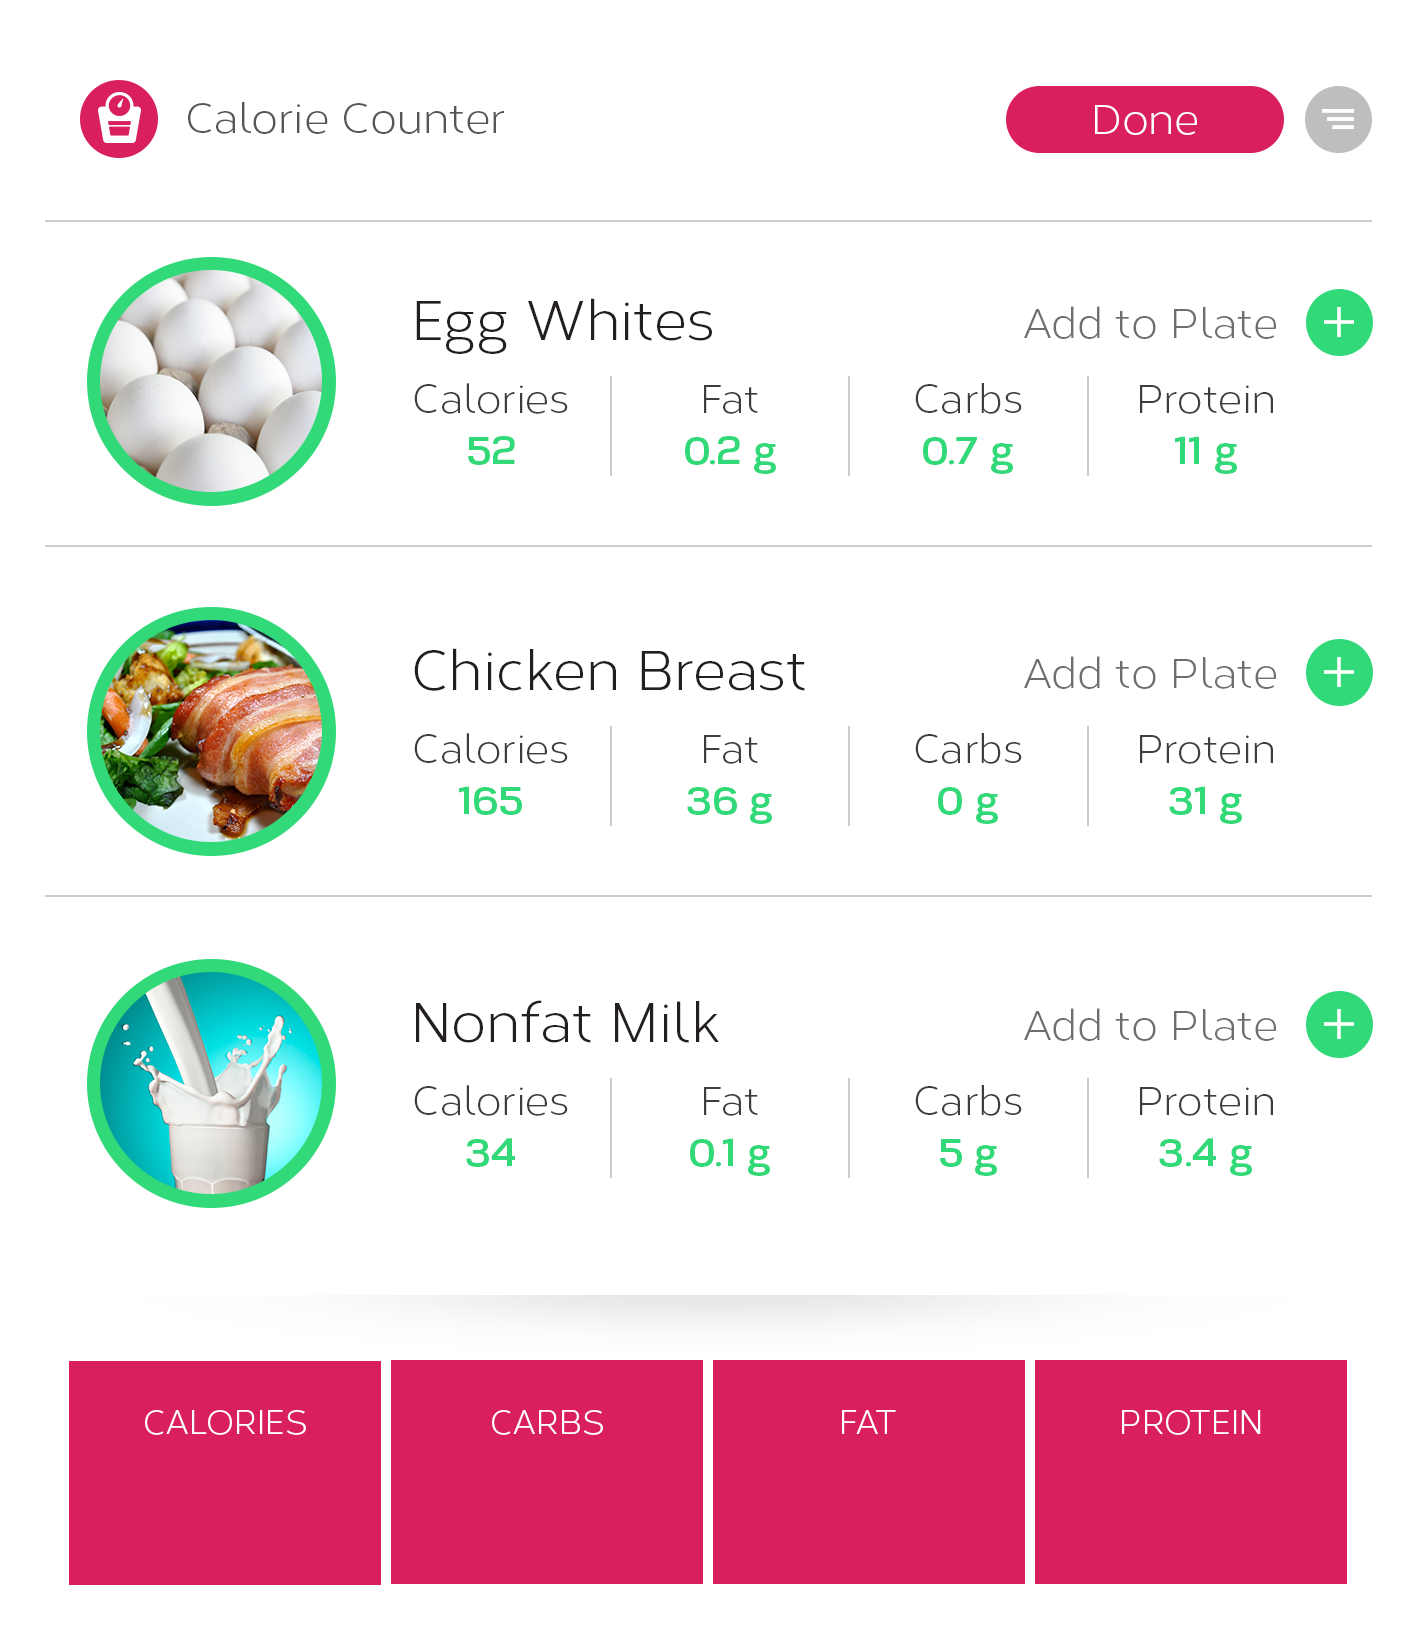 Calorie Counter
Done
Egg Whites
Add to Plate
Calories Fat Carbs Protein
52 0.2 g 0.7 g 11 g
Chicken Breast
Add to Plate
Calories Fat Carbs Protein
165 36 g 0 g 31 g
Nonfat Milk
Add to Plate
Calories Fat Carbs Protein
34 0.1 g 5 g 3.4 g
CALORIES CARBS FAT PROTEIN